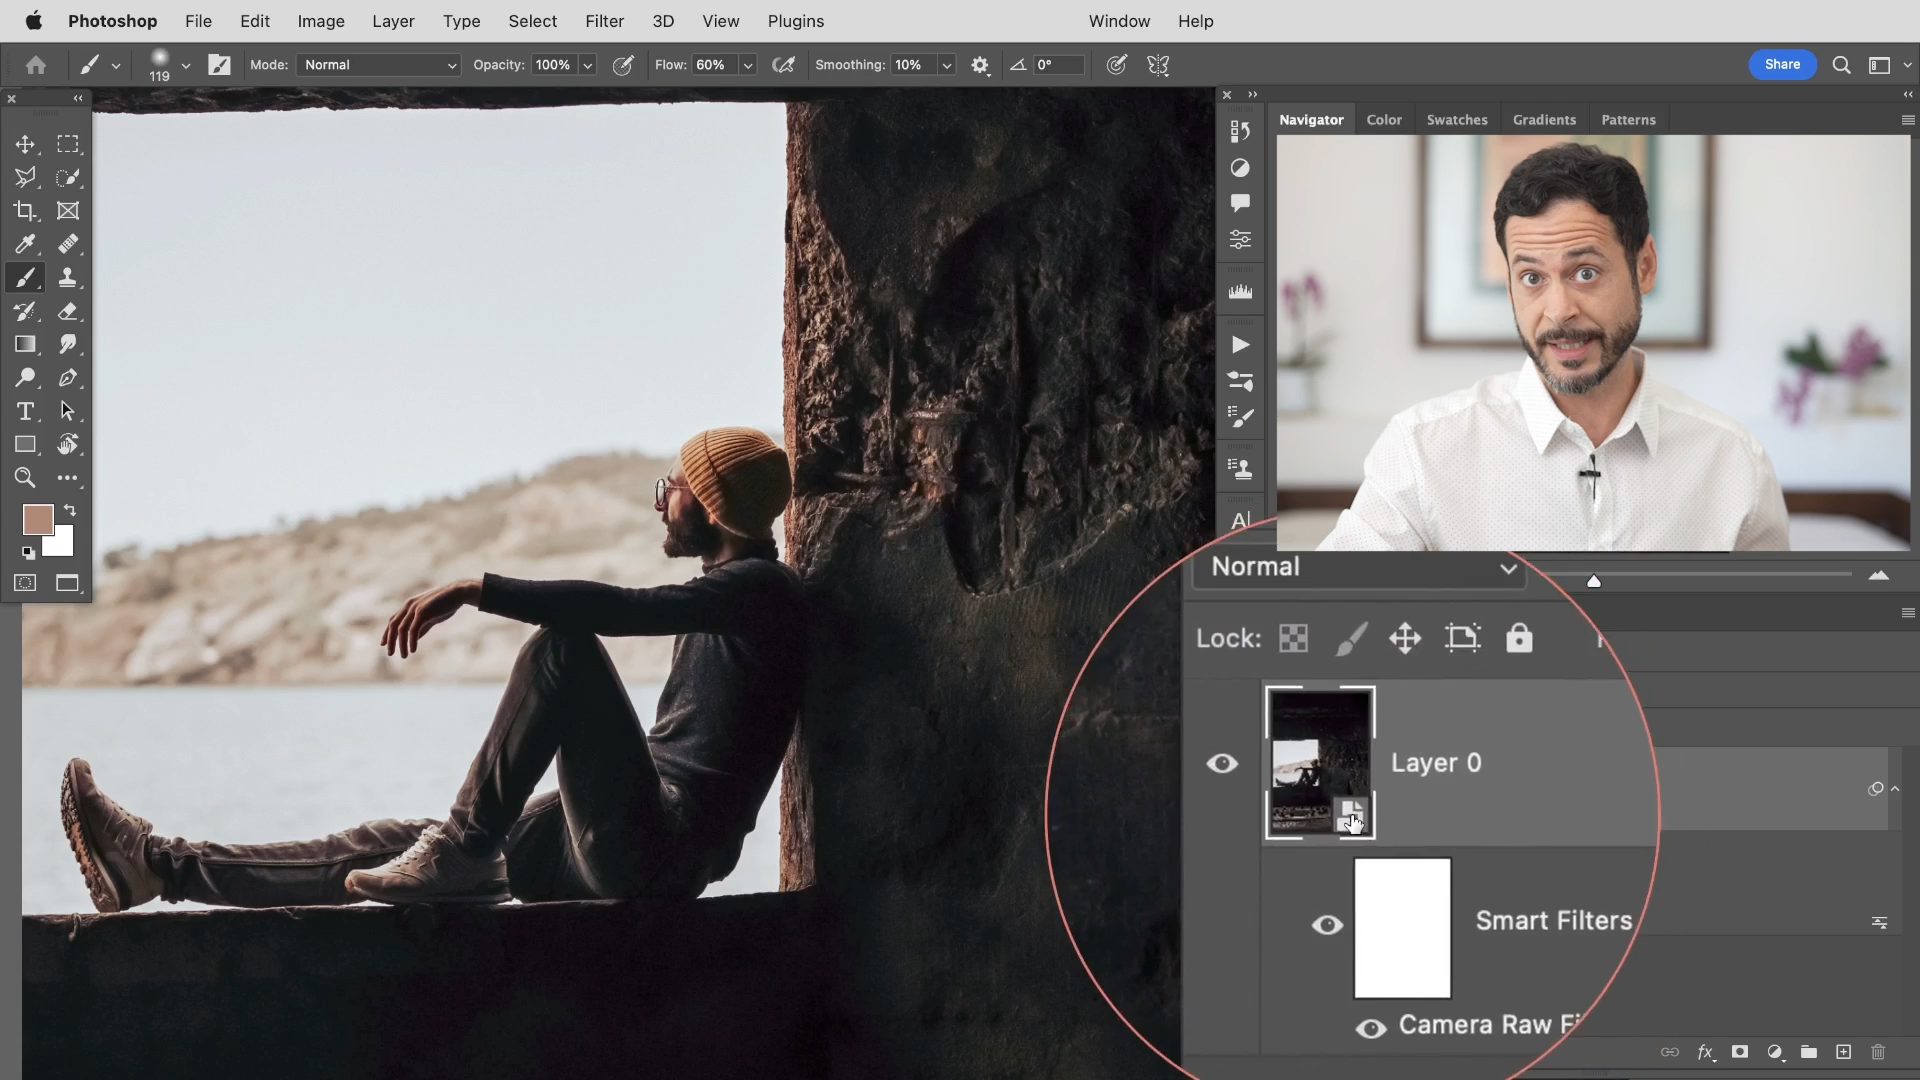 Photoshop File Edit Image Layer Type Select Filter 3D View Plugins Window Help
119 Mode: Normal Opacity: 100% Flow: 60% Smoothing: 10% 0° Share
Navigator Color Swatches Gradients Patterns
A|
Normal
Lock:
Layer 0
Smart Filters
Camera Raw Fi
fx